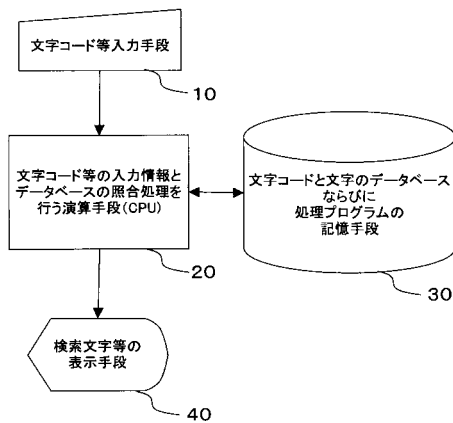 文字コード等入力手段
10
文字コード等の入力情報と
データベースの照合処理を
行う演算手段(CPU)
20
文字コードと文字のデータベース
ならびに
処理プログラムの
記憶手段
30
検索文字等の
表示手段
40